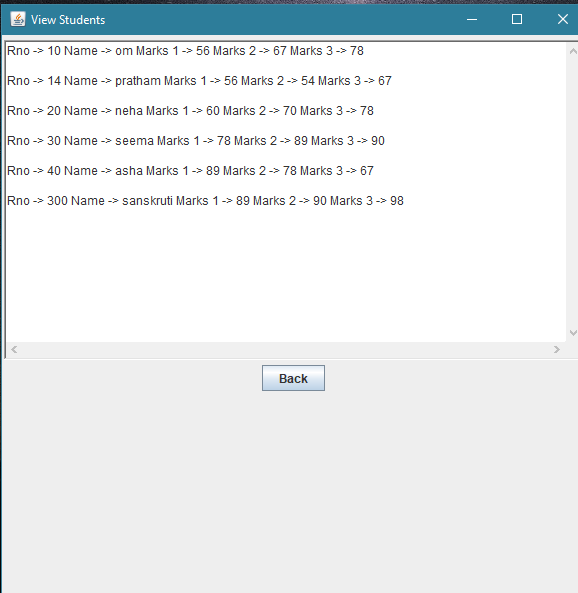 View Students
Rno -> 10 Name -> om Marks 1 -> 56 Marks 2 -> 67 Marks 3 -> 78
Rno -> 14 Name -> pratham Marks 1 -> 56 Marks 2 -> 54 Marks 3 -> 67
Rno -> 20 Name -> neha Marks 1 -> 60 Marks 2 -> 70 Marks 3 -> 78
Rno -> 30 Name -> seema Marks 1 -> 78 Marks 2 -> 89 Marks 3 -> 90
Rno -> 40 Name -> asha Marks 1 -> 89 Marks 2 -> 78 Marks 3 -> 67
Rno -> 300 Name -> sanskruti Marks 1 -> 89 Marks 2 -> 90 Marks 3 -> 98
Back